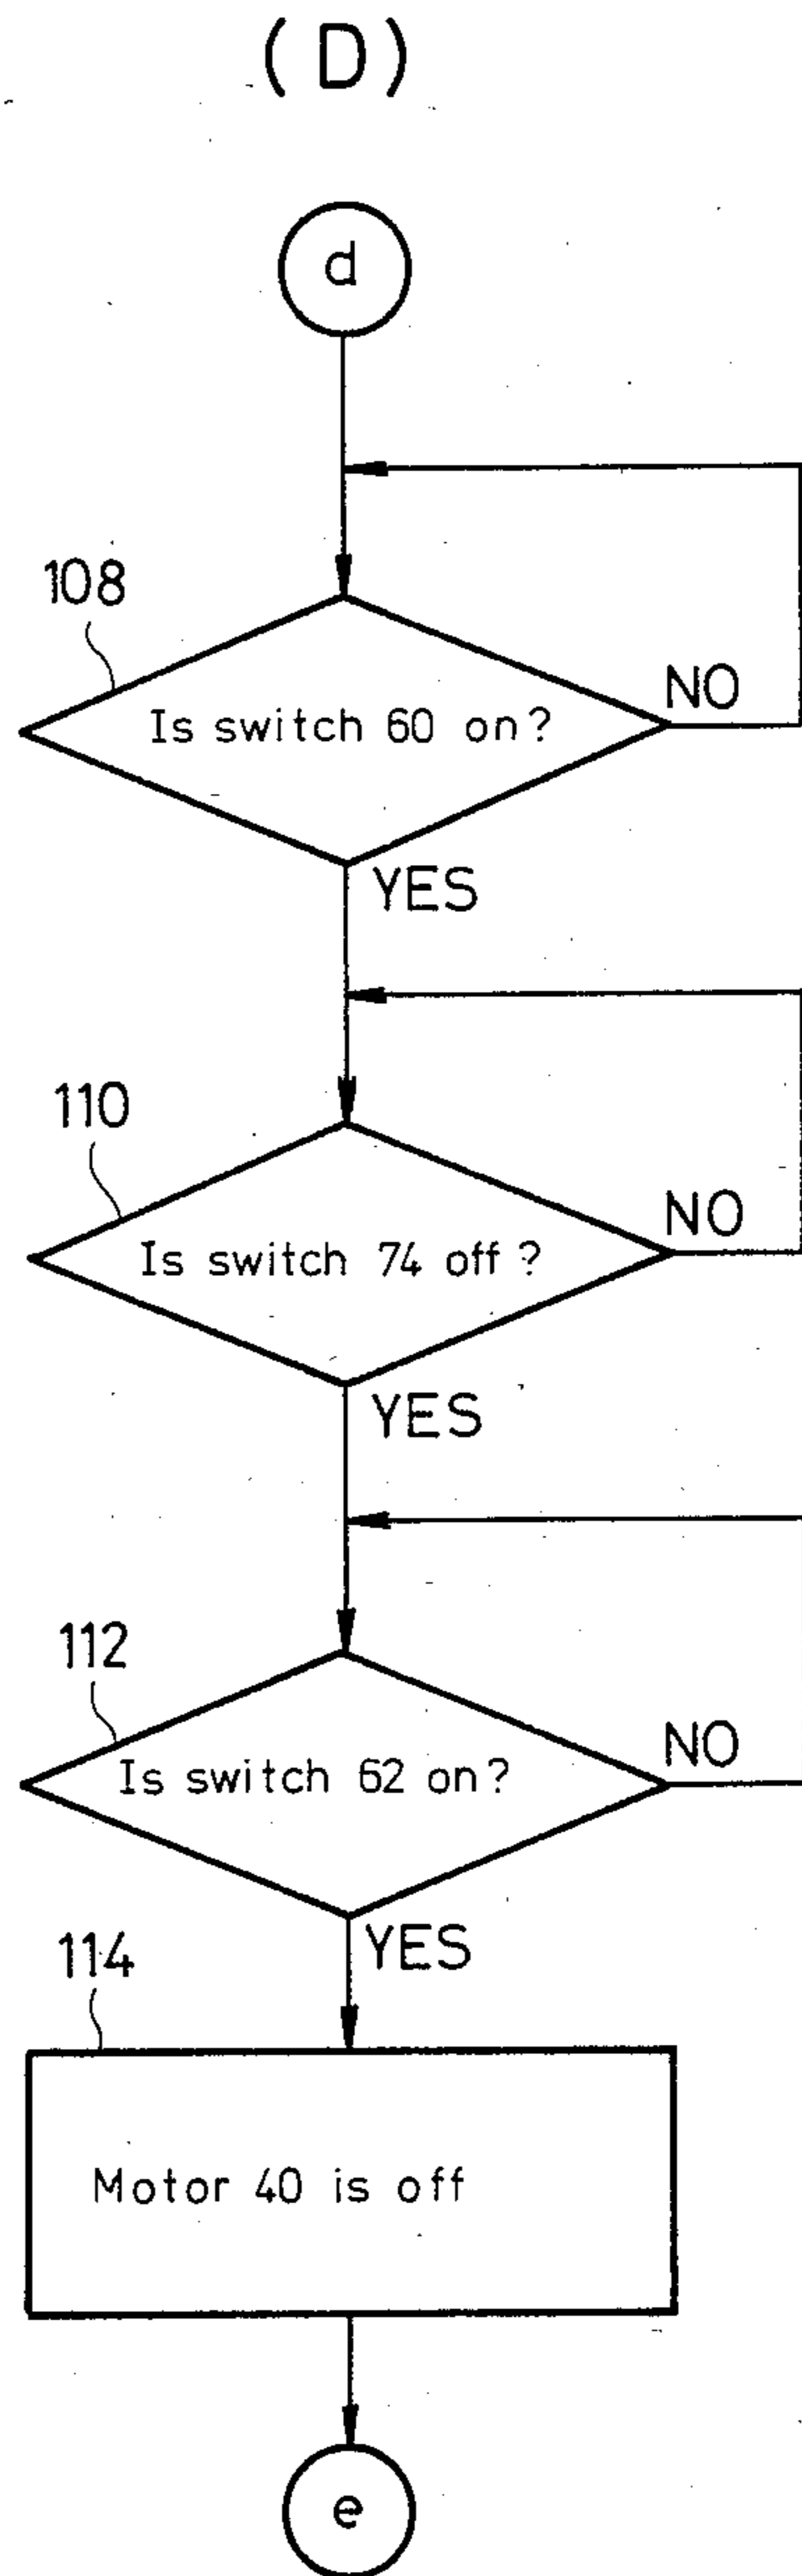 (D)
d
108
Is switch 60 on?
NO
YES
110
Is switch 74 off?
NO
YES
112
Is switch 62 on?
NO
YES
114
Motor 40 is off
e